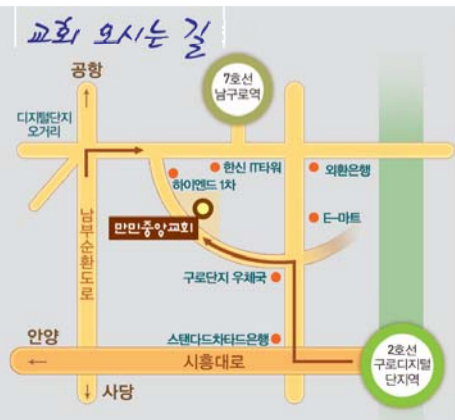 교회 오시는 길
공항
7호선
남구로역
디지털단지
오거리
한신 IT타워
외환은행
하이엔드 1차
남부순환도로
만민중앙교회
E-마트
구로단지 우체국
안양
스탠다드차타드은행
시흥대로
2호선
구로디지털
단지역
사당